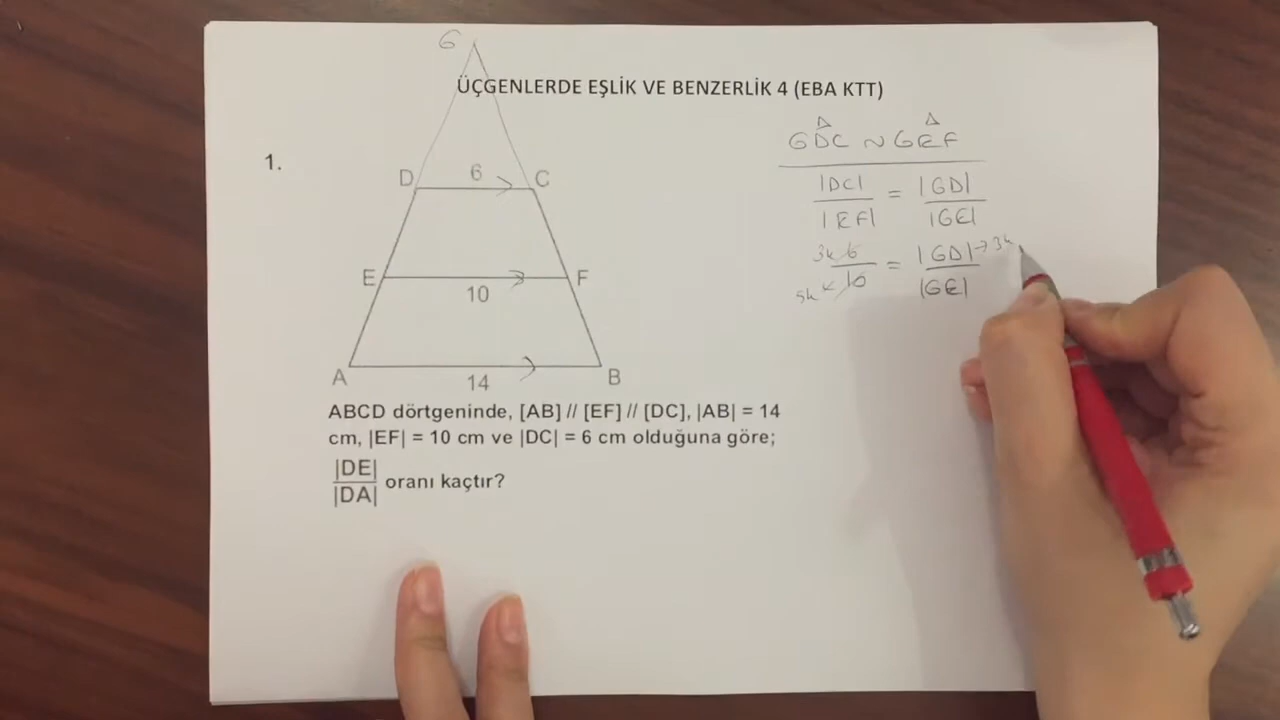 G
ÜÇGENLERDE EŞLİK VE BENZERLİK 4 (EBA KTT)
1.
D 6 C
E F
10
A B
14
ABCD dörtgeninde, [AB] // [EF] // [DC], |AB| = 14
cm, |EF| = 10 cm ve |DC| = 6 cm olduğuna göre;
|DE|
|DA| oranı kaçtır?
GDC ~ GEF
|DC| = |GD|
|EF| |GE|
3k 6 = |GD| → 3k
5k ← 10 |GE|